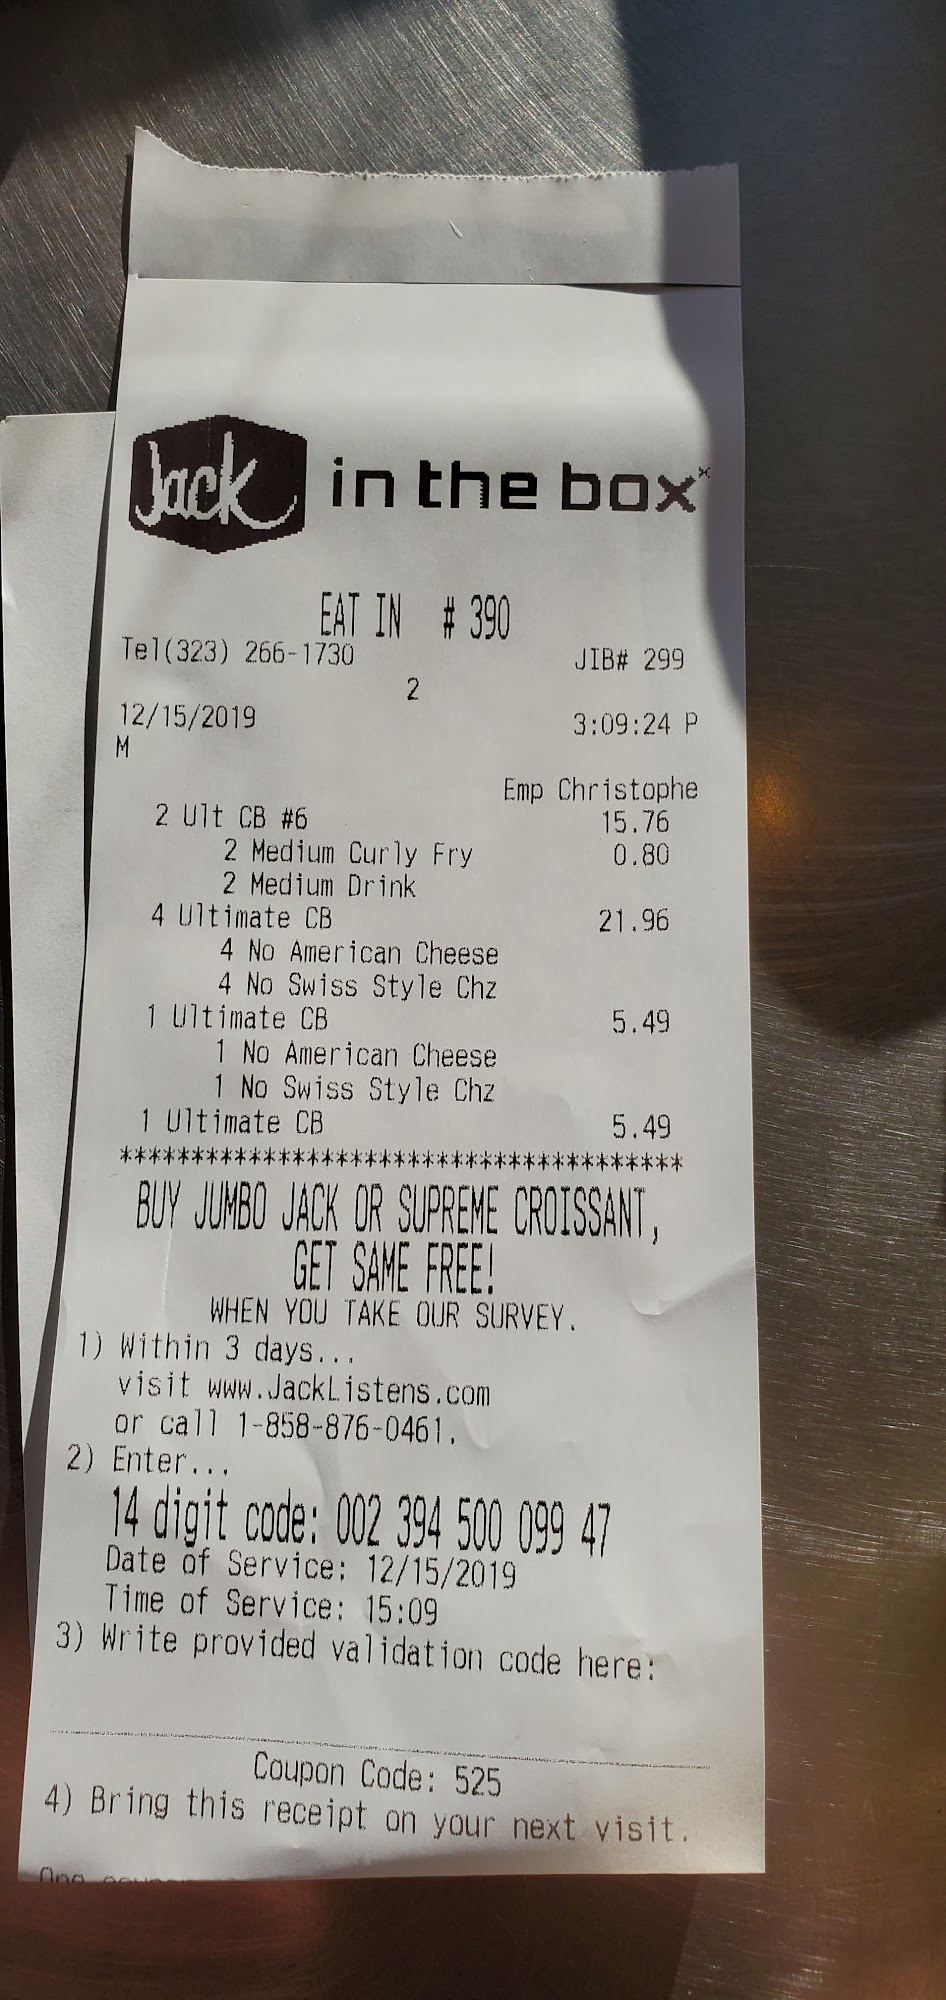 Jack in the box
EAT IN # 390
Tel(323) 266-1730 JIB# 299
2
12/15/2019 3:09:24 P
M
Emp Christophe
2 Ult CB #6 15.76
2 Medium Curly Fry 0.80
2 Medium Drink
4 Ultimate CB 21.96
4 No American Cheese
4 No Swiss Style Chz
1 Ultimate CB 5.49
1 No American Cheese
1 No Swiss Style Chz
1 Ultimate CB 5.49
***************************************
BUY JUMBO JACK OR SUPREME CROISSANT,
GET SAME FREE!
WHEN YOU TAKE OUR SURVEY.
1) Within 3 days...
visit www.JackListens.com
or call 1-858-876-0461.
2) Enter...
14 digit code: 002 394 500 099 47
Date of Service: 12/15/2019
Time of Service: 15:09
3) Write provided validation code here:
Coupon Code: 525
4) Bring this receipt on your next visit.